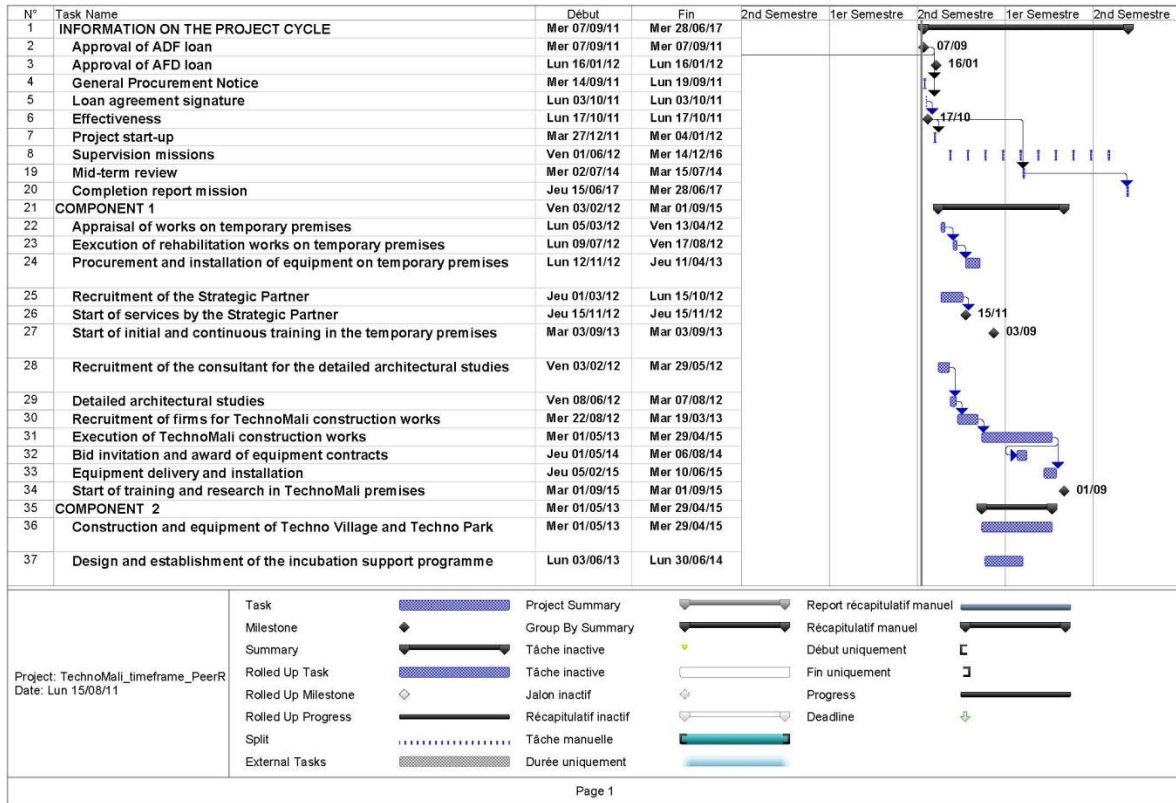 N° Task Name Début Fin 2nd Semestre 1er Semestre 2nd Semestre 1er Semestre 2nd Semestre
1 INFORMATION ON THE PROJECT CYCLE Mer 07/09/11 Mer 28/06/17
2 Approval of ADF loan Mer 07/09/11 Mer 07/09/11 07/09
3 Approval of AFD loan Lun 16/01/12 Lun 16/01/12 16/01
4 General Procurement Notice Mer 14/09/11 Lun 19/09/11
5 Loan agreement signature Lun 03/10/11 Lun 03/10/11
6 Effectiveness Lun 17/10/11 Lun 17/10/11 17/10
7 Project start-up Mar 27/12/11 Mer 04/01/12
8 Supervision missions Ven 01/06/12 Mer 14/12/16
19 Mid-term review Mer 02/07/14 Mar 15/07/14
20 Completion report mission Jeu 15/06/17 Mer 28/06/17
21 COMPONENT 1 Ven 03/02/12 Mar 01/09/15
22 Appraisal of works on temporary premises Lun 05/03/12 Ven 13/04/12
23 Eexcution of rehabilitation works on temporary premises Lun 09/07/12 Ven 17/08/12
24 Procurement and installation of equipment on temporary premises Lun 12/11/12 Jeu 11/04/13
25 Recruitment of the Strategic Partner Jeu 01/03/12 Lun 15/10/12
26 Start of services by the Strategic Partner Jeu 15/11/12 Jeu 15/11/12 15/11
27 Start of initial and continuous training in the temporary premises Mar 03/09/13 Mar 03/09/13 03/09
28 Recruitment of the consultant for the detailed architectural studies Ven 03/02/12 Mar 29/05/12
29 Detailed architectural studies Ven 08/06/12 Mar 07/08/12
30 Recruitment of firms for TechnoMali construction works Mer 22/08/12 Mar 19/03/13
31 Execution of TechnoMali construction works Mer 01/05/13 Mer 29/04/15
32 Bid invitation and award of equipment contracts Jeu 01/05/14 Mer 06/08/14
33 Equipment delivery and installation Jeu 05/02/15 Mer 10/06/15
34 Start of training and research in TechnoMali premises Mar 01/09/15 Mar 01/09/15 01/09
35 COMPONENT 2 Mer 01/05/13 Mer 29/04/15
36 Construction and equipment of Techno Village and Techno Park Mer 01/05/13 Mer 29/04/15
37 Design and establishment of the incubation support programme Lun 03/06/13 Lun 30/06/14
Project: TechnoMali_timeframe_PeerR
Date: Lun 15/08/11
Task Project Summary Report récapitulatif manuel
Milestone Group By Summary Récapitulatif manuel
Summary Tâche inactive Début uniquement
Rolled Up Task Tâche inactive Fin uniquement
Rolled Up Milestone Jalon inactif Progress
Rolled Up Progress Récapitulatif inactif Deadline
Split Tâche manuelle
External Tasks Durée uniquement
Page 1